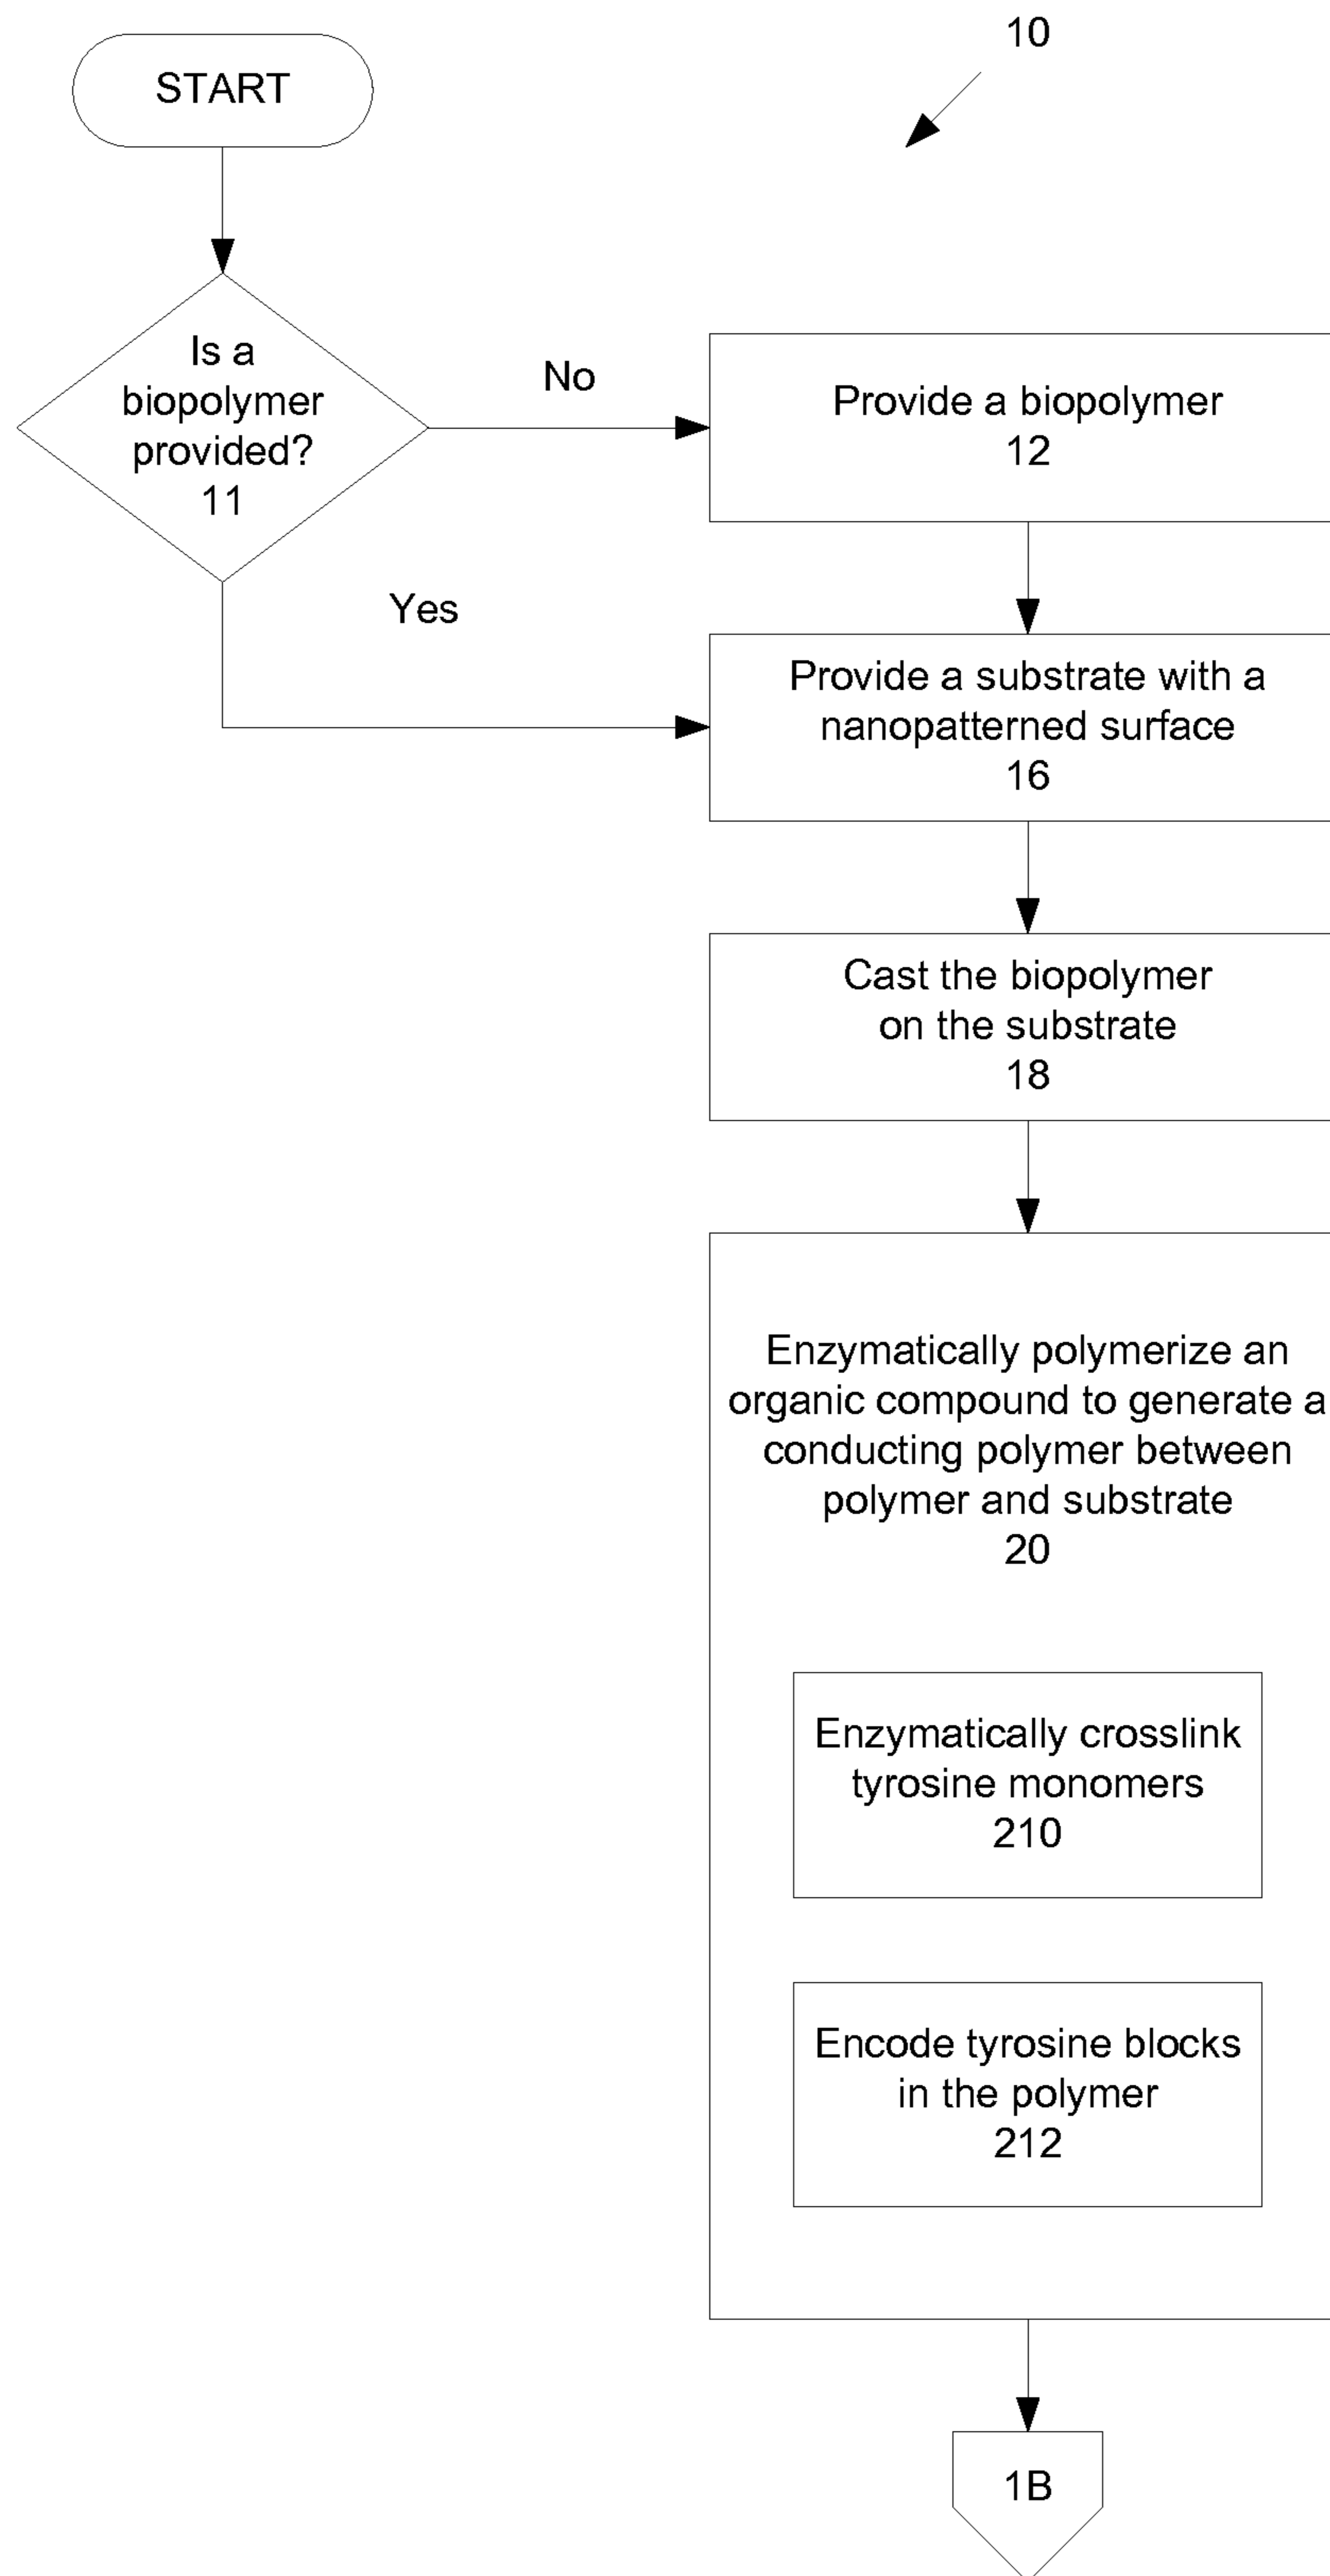 10
START
Is a
biopolymer
provided?
11
No
Provide a biopolymer
12
Yes
Provide a substrate with a
nanopatterned surface
16
Cast the biopolymer
on the substrate
18
Enzymatically polymerize an
organic compound to generate a
conducting polymer between
polymer and substrate
20
Enzymatically crosslink
tyrosine monomers
210
Encode tyrosine blocks
in the polymer
212
1B